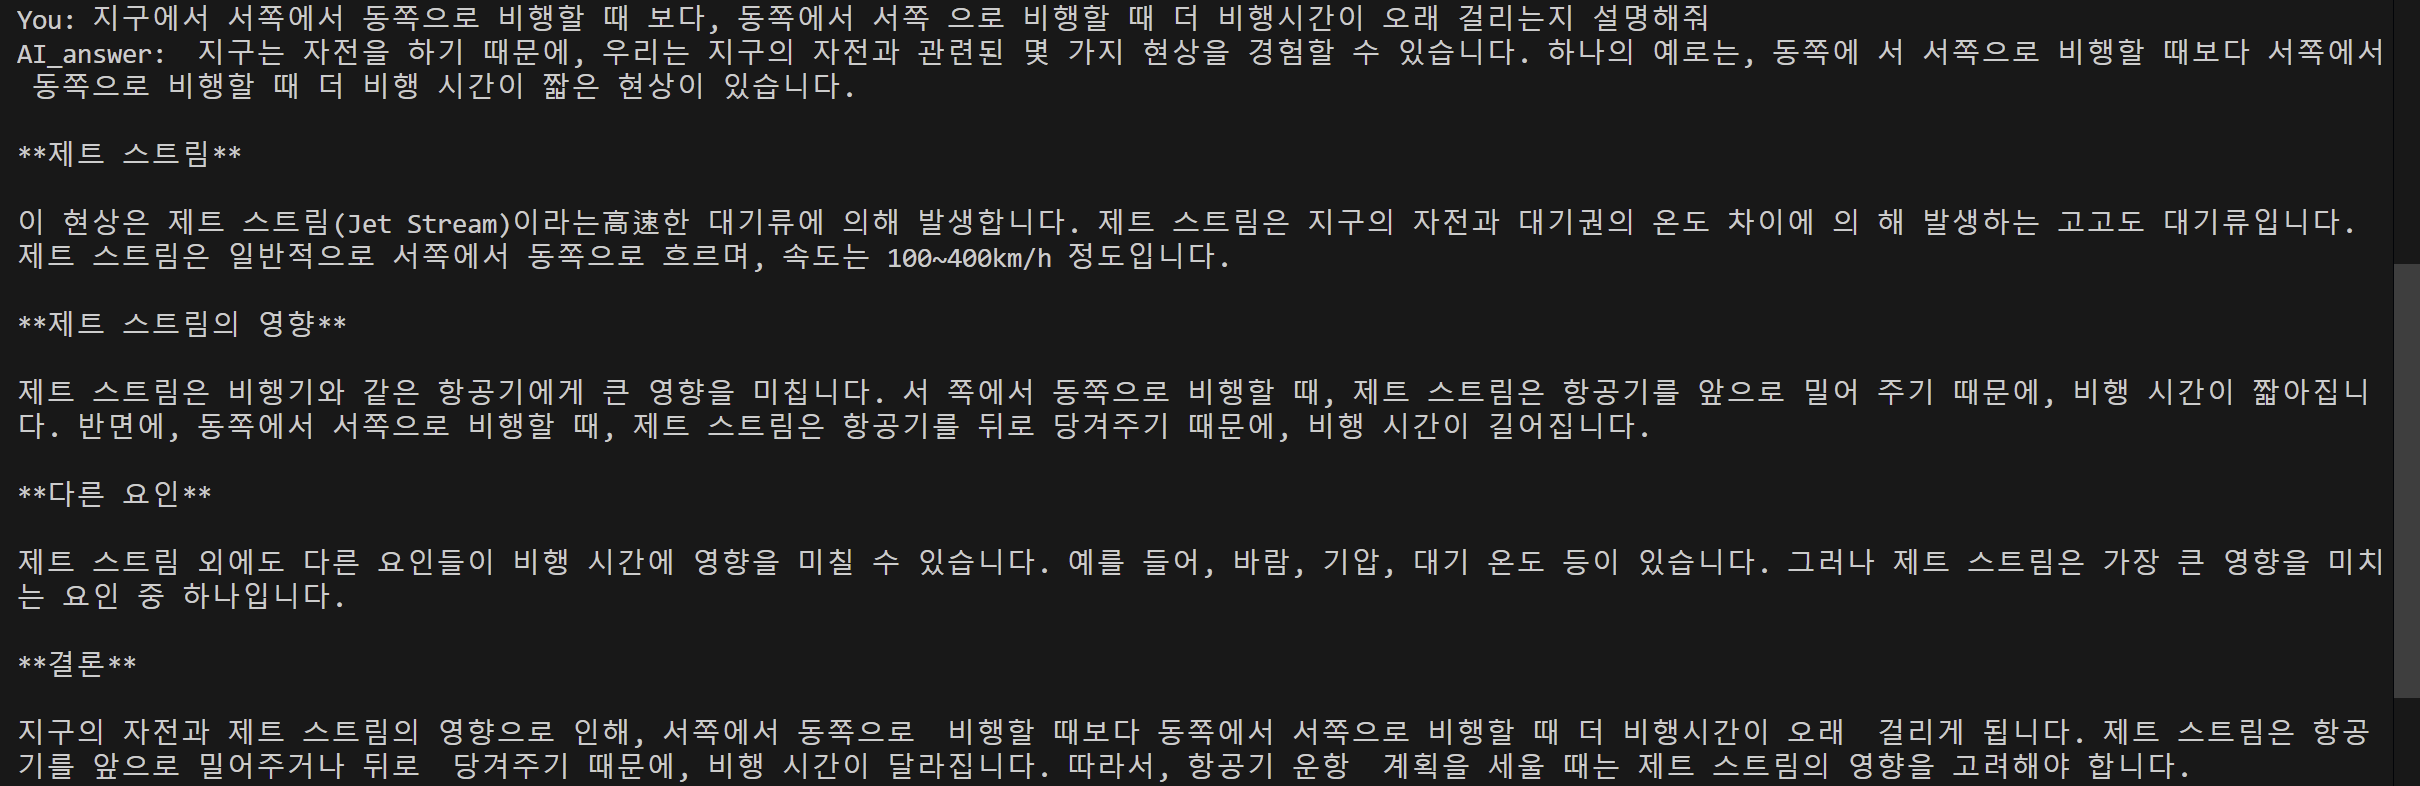 You: 지구에서 서쪽에서 동쪽으로 비행할 때 보다, 동쪽에서 서쪽 으로 비행할 때 더 비행시간이 오래 걸리는지 설명해줘
AI_answer:  지구는 자전을 하기 때문에, 우리는 지구의 자전과 관련된 몇 가지 현상을 경험할 수 있습니다. 하나의 예로는, 동쪽에 서 서쪽으로 비행할 때보다 서쪽에서
동쪽으로 비행할 때 더 비행 시간이 짧은 현상이 있습니다.
**제트 스트림**
이 현상은 제트 스트림(Jet Stream)이라는高速한 대기류에 의해 발생합니다. 제트 스트림은 지구의 자전과 대기권의 온도 차이에 의 해 발생하는 고고도 대기류입니다.
제트 스트림은 일반적으로 서쪽에서 동쪽으로 흐르며, 속도는 100~400km/h 정도입니다.
**제트 스트림의 영향**
제트 스트림은 비행기와 같은 항공기에게 큰 영향을 미칩니다. 서 쪽에서 동쪽으로 비행할 때, 제트 스트림은 항공기를 앞으로 밀어 주기 때문에, 비행 시간이 짧아집니
다. 반면에, 동쪽에서 서쪽으로 비행할 때, 제트 스트림은 항공기를 뒤로 당겨주기 때문에, 비행 시간이 길어집니다.
**다른 요인**
제트 스트림 외에도 다른 요인들이 비행 시간에 영향을 미칠 수 있습니다. 예를 들어, 바람, 기압, 대기 온도 등이 있습니다. 그러나 제트 스트림은 가장 큰 영향을 미치
는 요인 중 하나입니다.
**결론**
지구의 자전과 제트 스트림의 영향으로 인해, 서쪽에서 동쪽으로  비행할 때보다 동쪽에서 서쪽으로 비행할 때 더 비행시간이 오래  걸리게 됩니다. 제트 스트림은 항공
기를 앞으로 밀어주거나 뒤로  당겨주기 때문에, 비행 시간이 달라집니다. 따라서, 항공기 운항  계획을 세울 때는 제트 스트림의 영향을 고려해야 합니다.